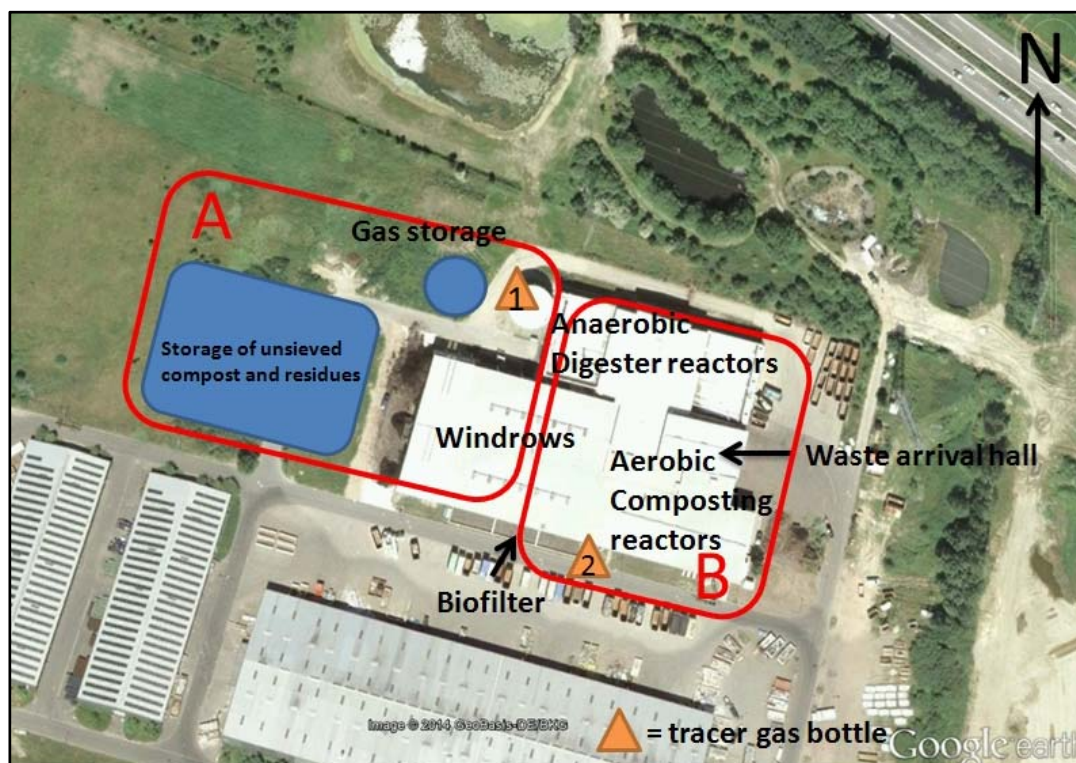 N
A
Gas storage
1
Anaerobic
Digester reactors
Storage of unsieved
compost and residues
Windrows
Aerobic
Composting
reactors
Waste arrival hall
2
B
Biofilter
Image © 2014 GeoBasis-DE/BKG
= tracer gas bottle
Google earth